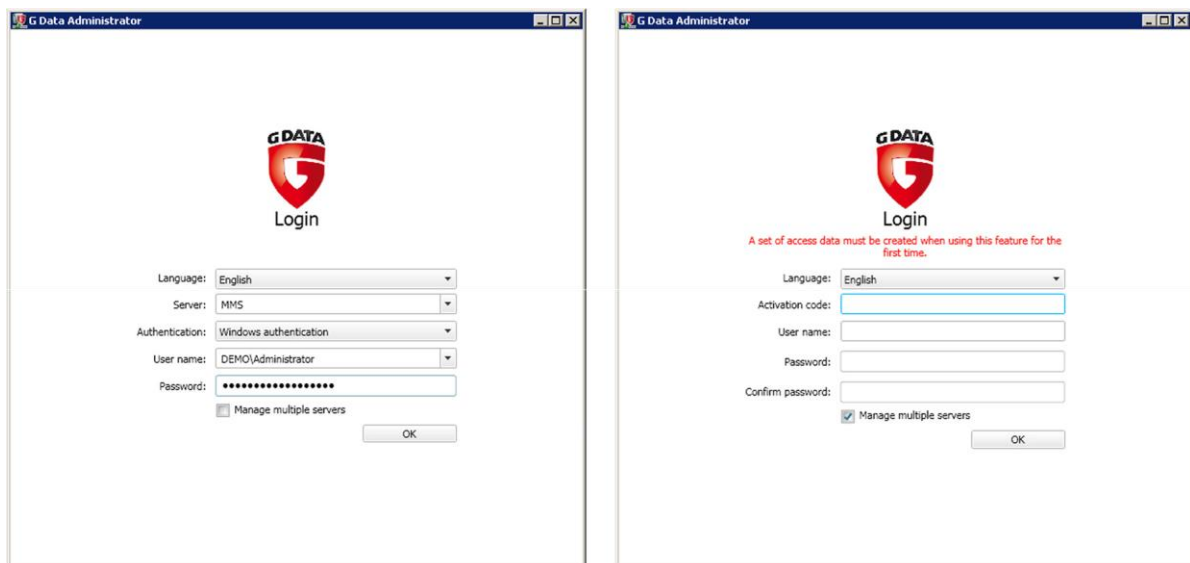 G Data Administrator
G DATA
Login
Language: English
Server: MMS
Authentication: Windows authentication
User name: DEMO\Administrator
Password: ••••••••••••••••••
Manage multiple servers
OK
G Data Administrator
G DATA
Login
A set of access data must be created when using this feature for the
first time.
Language: English
Activation code:
User name:
Password:
Confirm password:
Manage multiple servers
OK